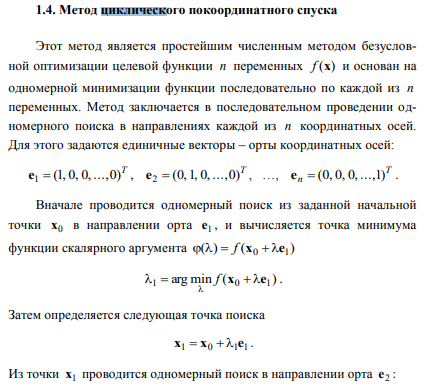 1.4. Метод циклического покоординатного спуска
Этот метод является простейшим численным методом безуслов-
ной оптимизации целевой функции n переменных f(x) и основан на
одномерной минимизации функции последовательно по каждой из n
переменных. Метод заключается в последовательном проведении од-
номерного поиска в направлениях каждой из n координатных осей.
Для этого задаются единичные векторы – орты координатных осей:
e₁ = (1, 0, 0, ...,0)ᵀ , e₂ = (0, 1, 0, ...,0)ᵀ , ..., eₙ = (0, 0, 0, ...,1)ᵀ .
Вначале проводится одномерный поиск из заданной начальной
точки x₀ в направлении орта e₁ , и вычисляется точка минимума
функции скалярного аргумента φ(λ) = f(x₀ + λe₁)
λ₁ = arg min f(x₀ + λe₁) .
λ
Затем определяется следующая точка поиска
x₁ = x₀ + λ₁e₁ .
Из точки x₁ проводится одномерный поиск в направлении орта e₂ :